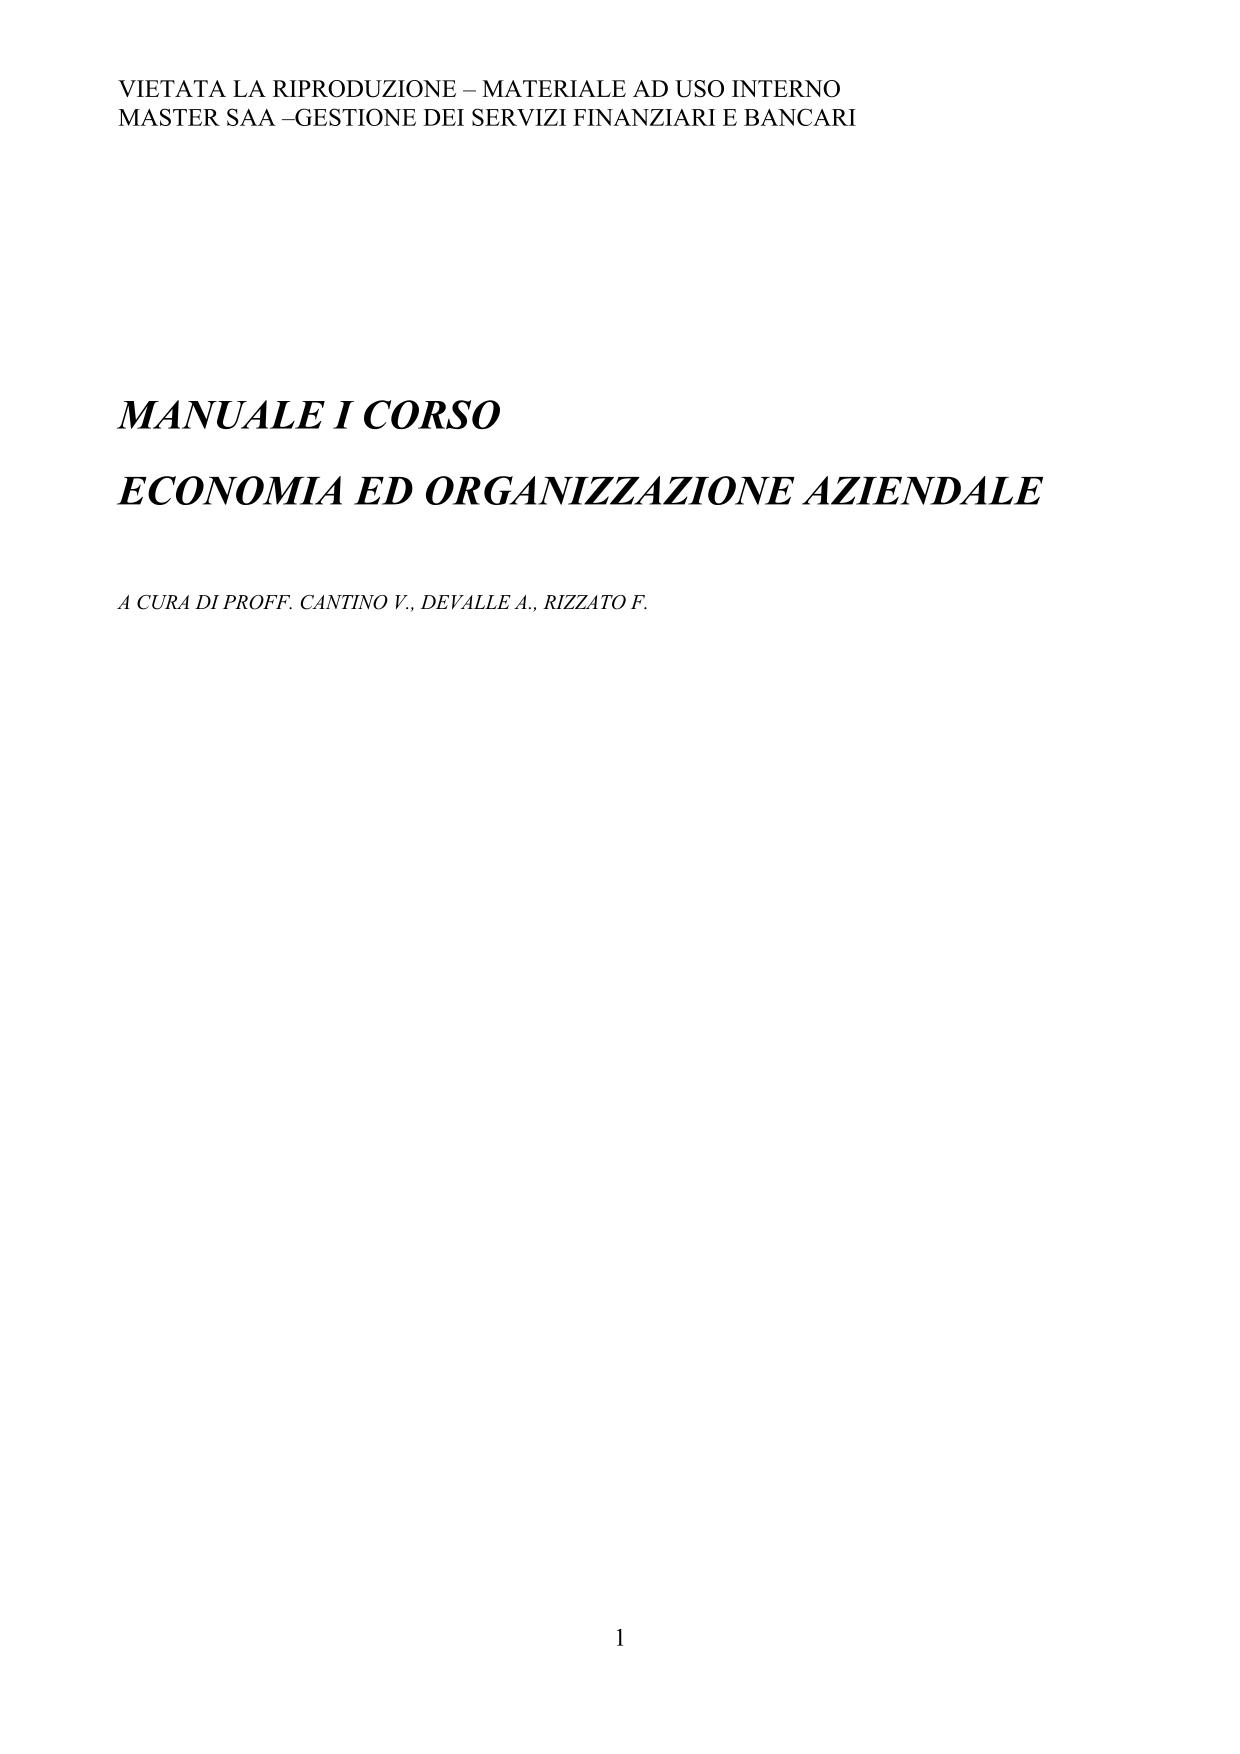 VIETATA LA RIPRODUZIONE – MATERIALE AD USO INTERNO
MASTER SAA –GESTIONE DEI SERVIZI FINANZIARI E BANCARI
MANUALE I CORSO
ECONOMIA ED ORGANIZZAZIONE AZIENDALE
A CURA DI PROFF. CANTINO V., DEVALLE A., RIZZATO F.
1